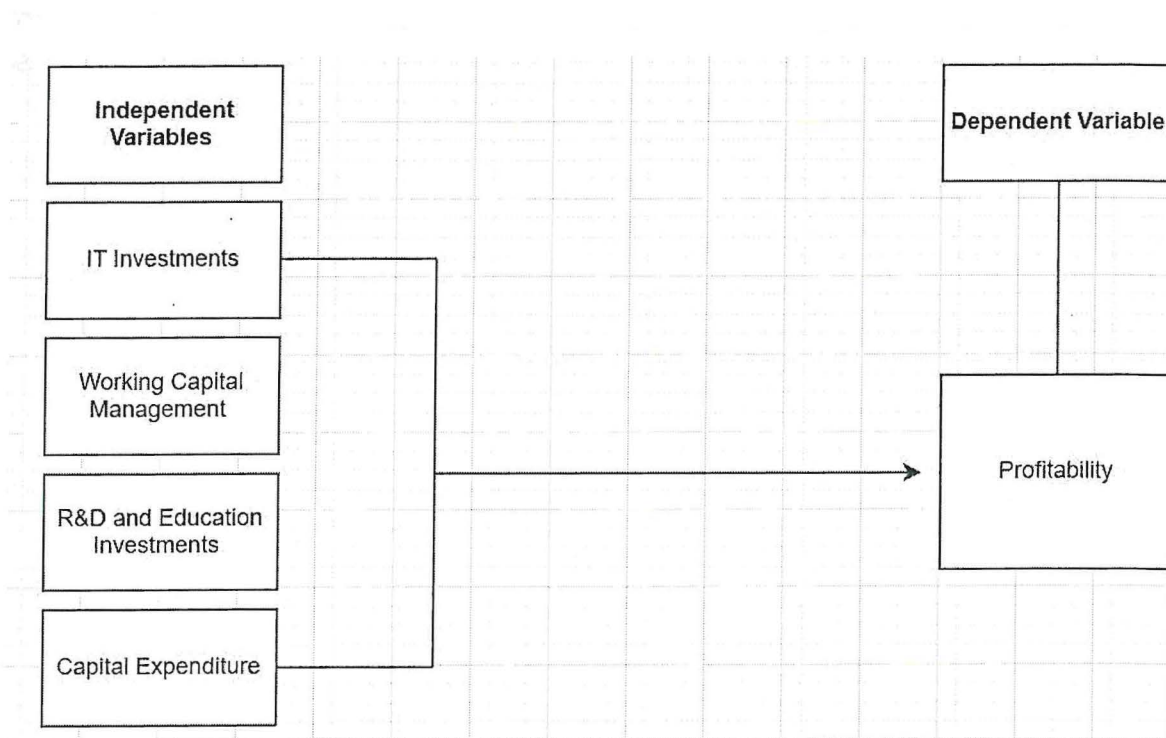 Independent
Variables
Dependent Variable
IT Investments
Working Capital
Management
R&D and Education
Investments
Capital Expenditure
Profitability